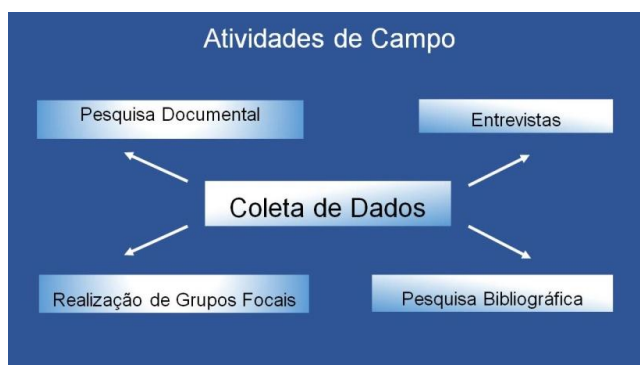 Atividades de Campo
Pesquisa Documental
Entrevistas
Coleta de Dados
Realização de Grupos Focais
Pesquisa Bibliográfica